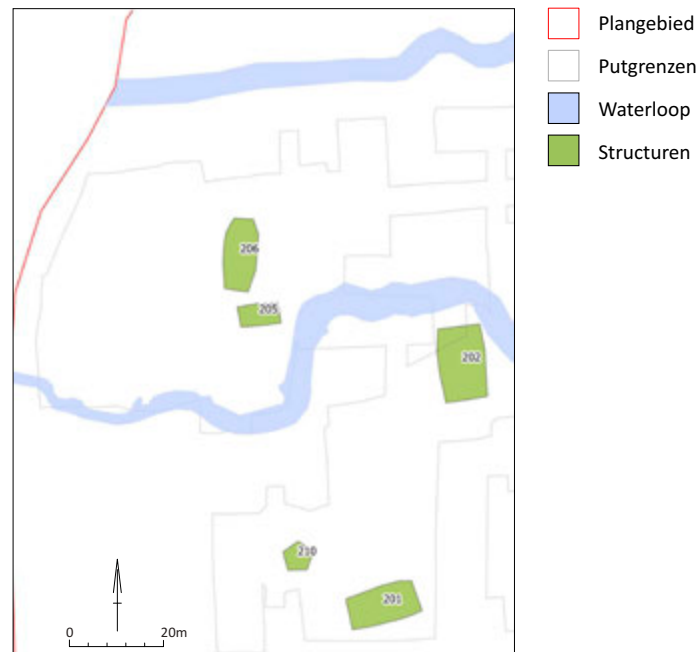 Plangebied
Putgrenzen
Waterloop
Structuren
206
205
202
210
201
0
20m